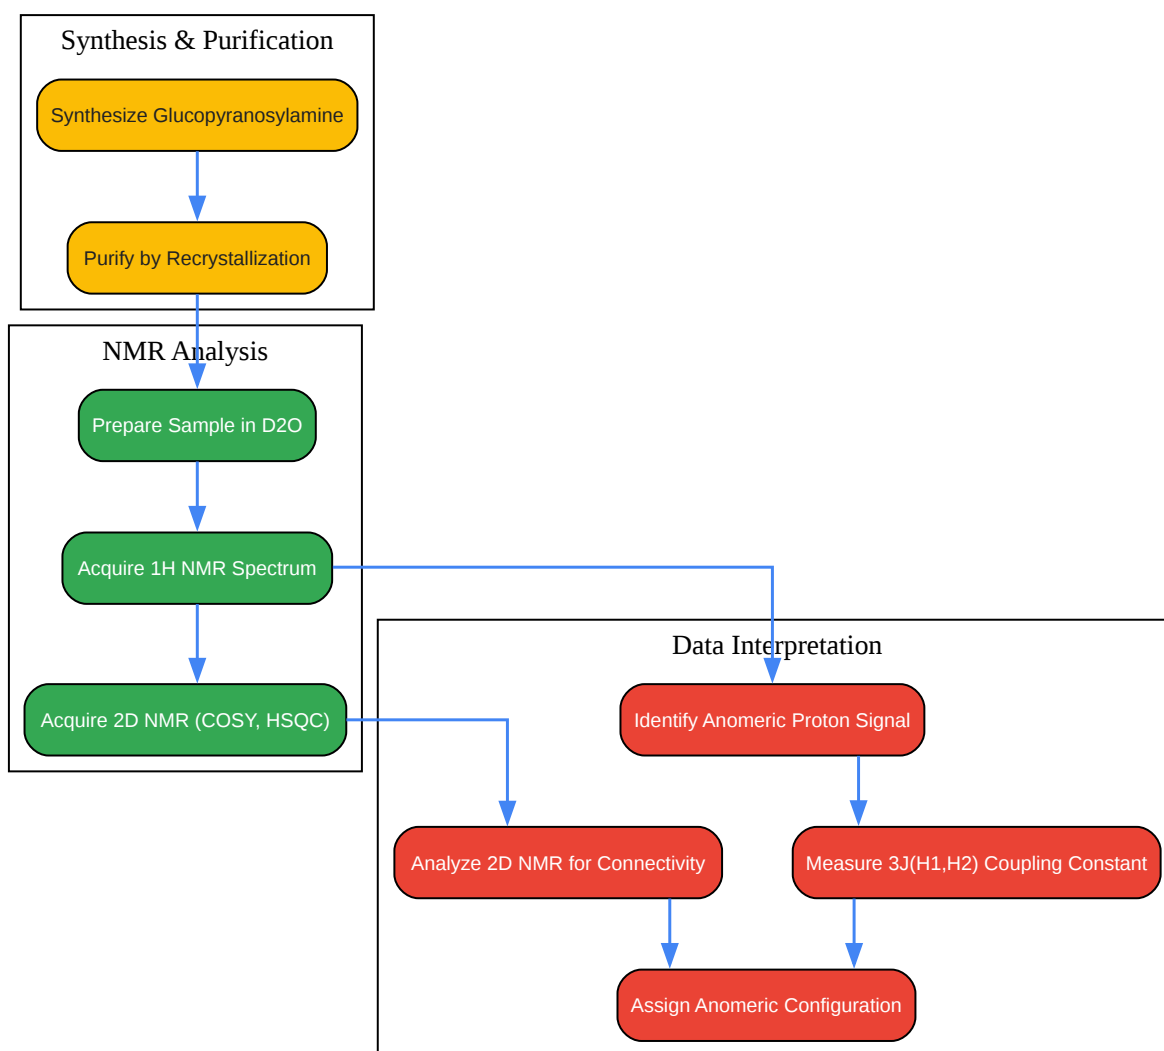 Synthesis & Purification
Synthesize Glucopyranosylamine
Purify by Recrystallization
NMR Analysis
Prepare Sample in D2O
Acquire 1H NMR Spectrum
Acquire 2D NMR (COSY, HSQC)
Data Interpretation
Identify Anomeric Proton Signal
Analyze 2D NMR for Connectivity
Measure 3J(H1,H2) Coupling Constant
Assign Anomeric Configuration